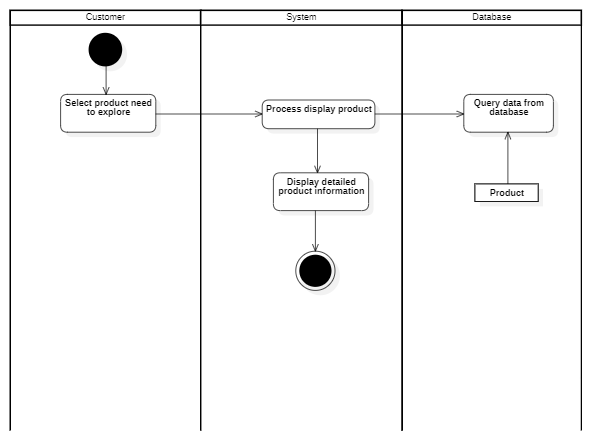 Customer
System
Database
Select product need
to explore
Process display product
Query data from
database
Display detailed
product information
Product